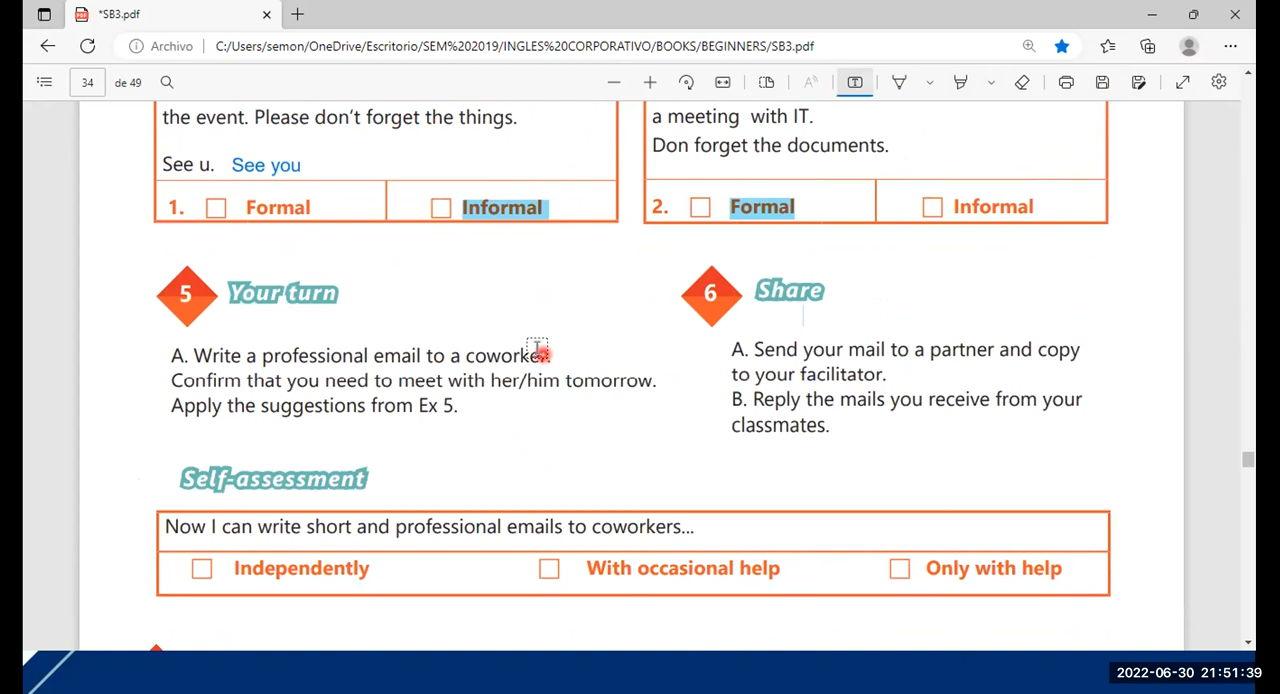 *SB3.pdf
Archivo
C:/Users/semon/OneDrive/Escritorio/SEM%202019/INGLES%20CORPORATIVO/BOOKS/BEGINNERS/SB3.pdf
34 de 49
the event. Please don't forget the things.
See u. See you
1. Formal Informal
a meeting with IT.
Don forget the documents.
2. Formal Informal
5 Your turn
A. Write a professional email to a coworker.
Confirm that you need to meet with her/him tomorrow.
Apply the suggestions from Ex 5.
6 Share
A. Send your mail to a partner and copy
to your facilitator.
B. Reply the mails you receive from your
classmates.
Self-assessment
Now I can write short and professional emails to coworkers...
Independently With occasional help Only with help
2022-06-30 21:51:39